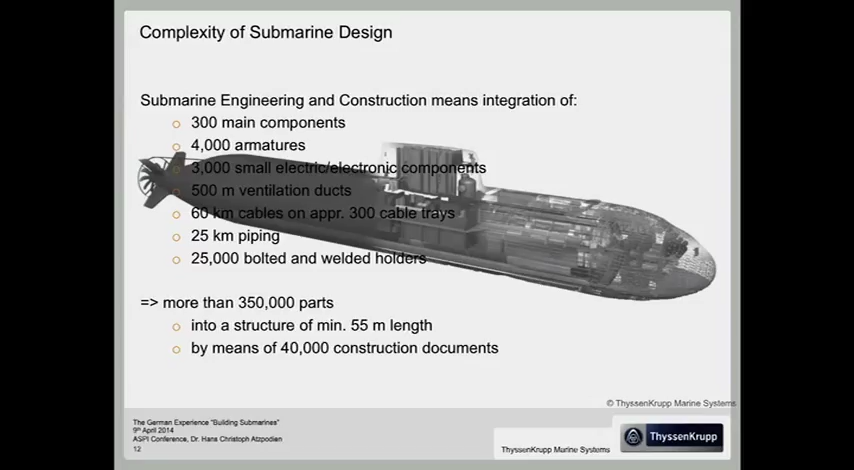 Complexity of Submarine Design
Submarine Engineering and Construction means integration of:
o 300 main components
o 4,000 armatures
o 3,000 small electric/electronic components
o 500 m ventilation ducts
o 60 km cables on appr. 300 cable trays
o 25 km piping
o 25,000 bolted and welded holders
=> more than 350,000 parts
o into a structure of min. 55 m length
o by means of 40,000 construction documents
© ThyssenKrupp Marine Systems
The German Experience "Building Submarines"
9th April 2014
ASPI Conference, Dr. Hans Christoph Atzpodien
12
ThyssenKrupp Marine Systems
ThyssenKrupp